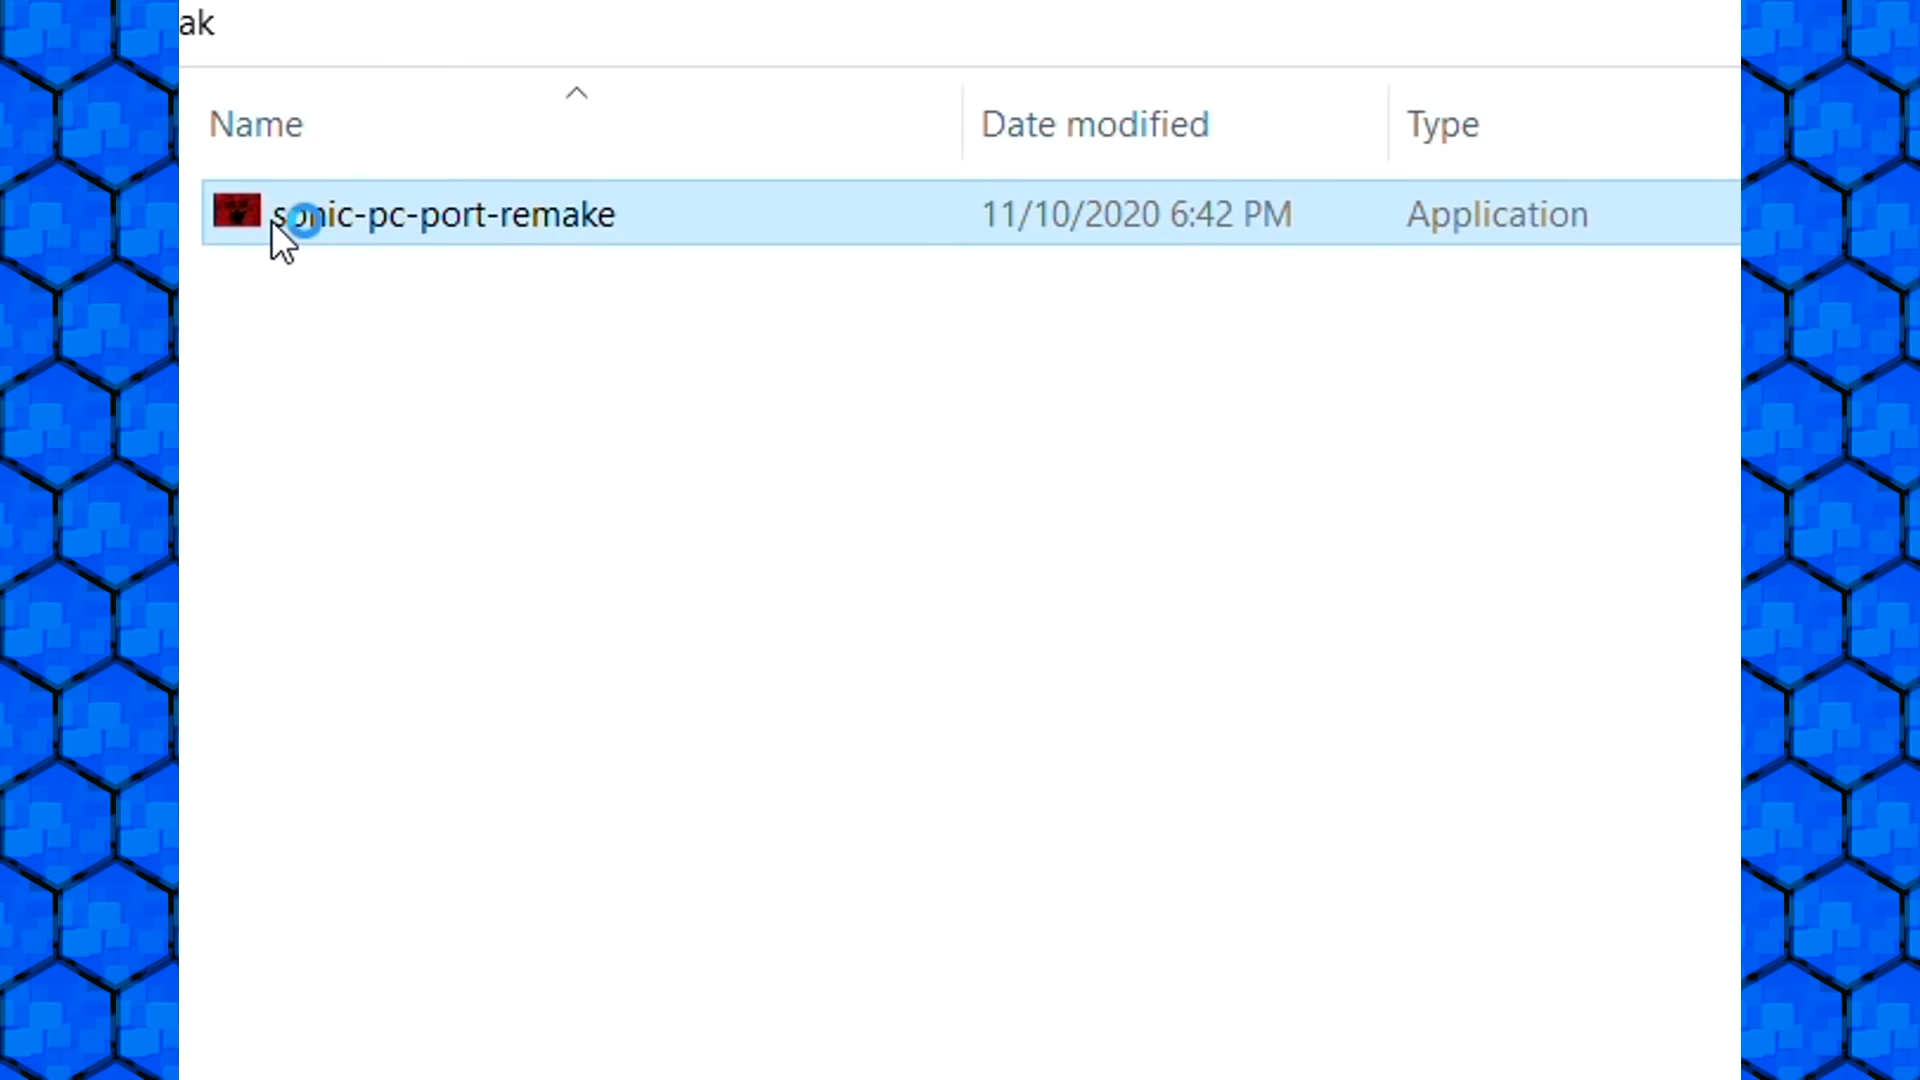 ak
Name Date modified Type
sonic-pc-port-remake 11/10/2020 6:42 PM Application